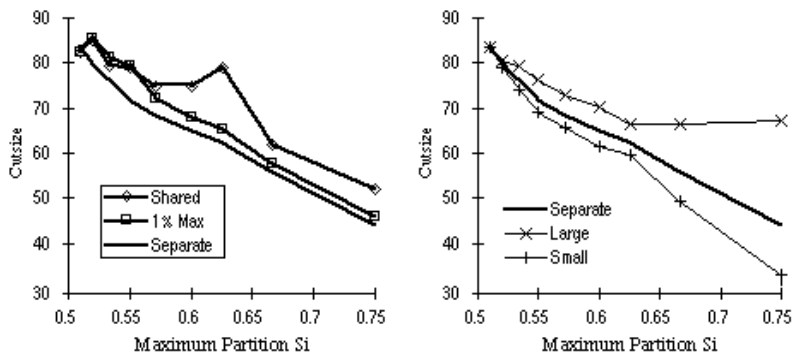 90
80
70
60
50
40
30
Cutsize
Shared
1% Max
Separate
0.5 0.55 0.6 0.65 0.7 0.75
Maximum Partition Si
90
80
70
60
50
40
30
Cutsize
Separate
Large
Small
0.5 0.55 0.6 0.65 0.7 0.75
Maximum Partition Si